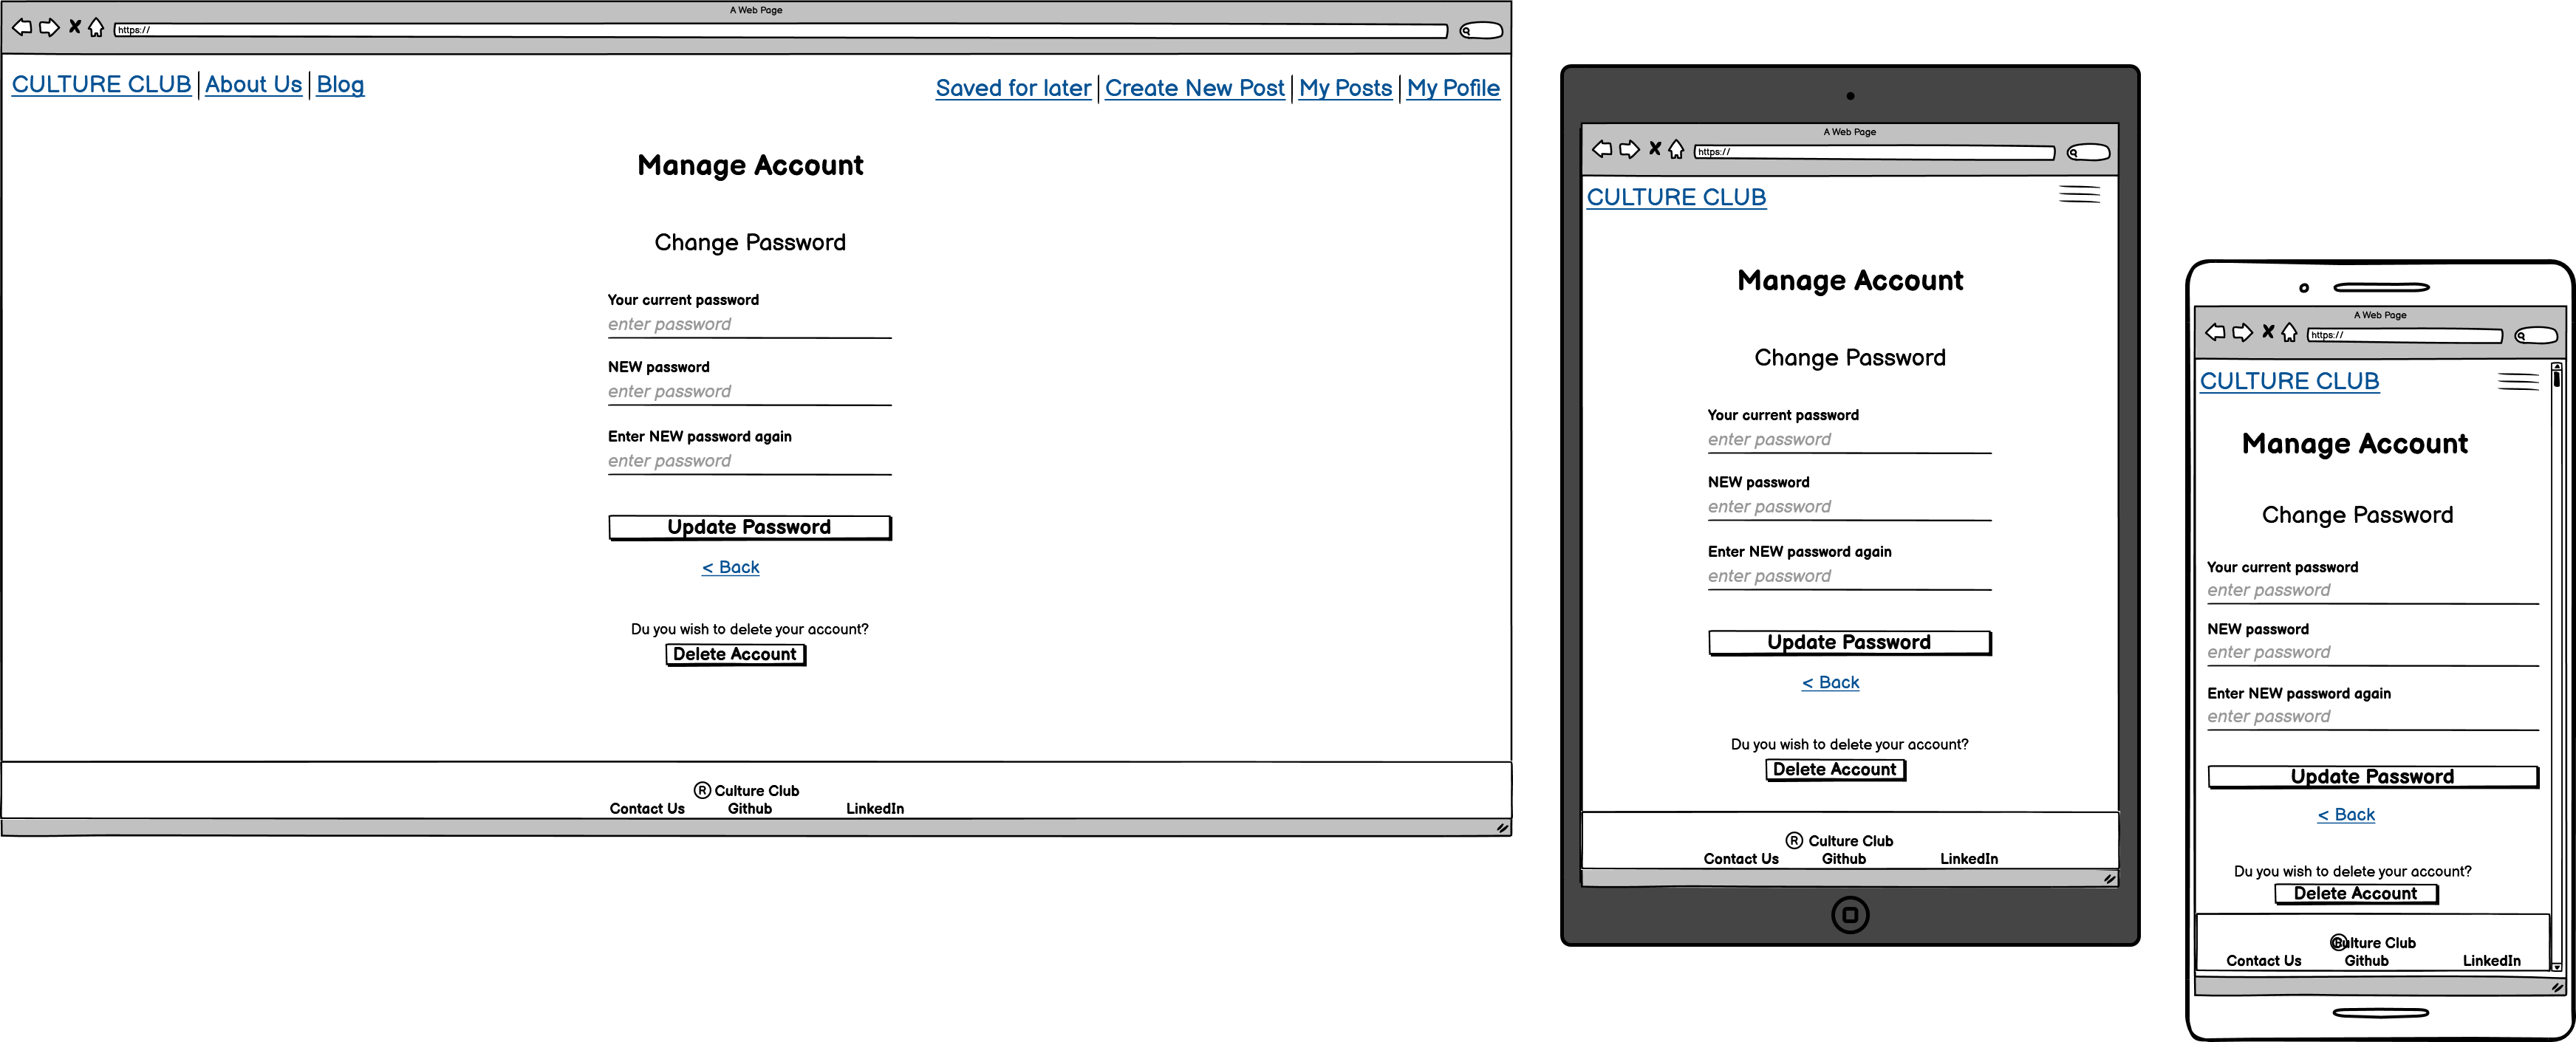 A Web Page
https://
CULTURE CLUB About Us Blog
Saved for later Create New Post My Posts My Pofile
Manage Account
Change Password
Your current password
enter password
NEW password
enter password
Enter NEW password again
enter password
Update Password
< Back
Du you wish to delete your account?
Delete Account
® Culture Club
Contact Us Github LinkedIn
A Web Page
https://
CULTURE CLUB
Manage Account
Change Password
Your current password
enter password
NEW password
enter password
Enter NEW password again
enter password
Update Password
< Back
Du you wish to delete your account?
Delete Account
® Culture Club
Contact Us Github LinkedIn
A Web Page
https://
CULTURE CLUB
Manage Account
Change Password
Your current password
enter password
NEW password
enter password
Enter NEW password again
enter password
Update Password
< Back
Du you wish to delete your account?
Delete Account
® Culture Club
Contact Us Github LinkedIn